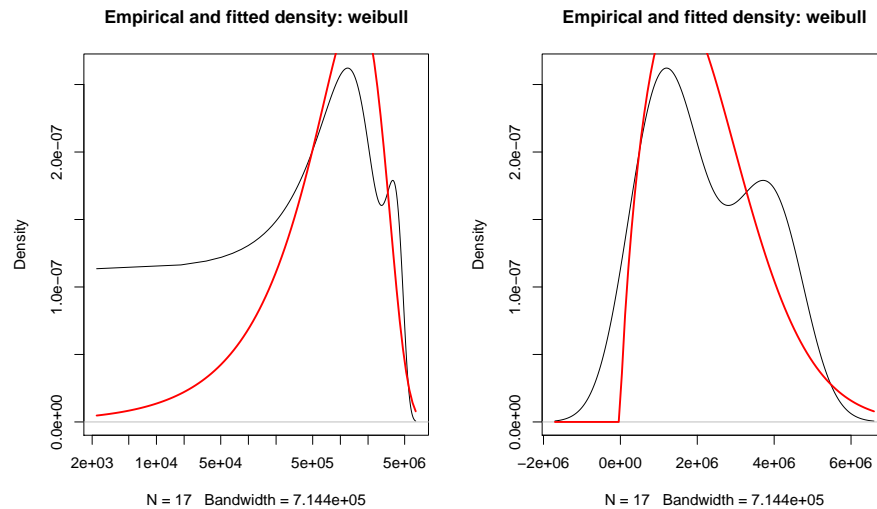 Empirical and fitted density: weibull
Density
0.0e+00
1.0e−07
2.0e−07
2e+03
1e+04
5e+04
5e+05
5e+06
N = 17 Bandwidth = 7.144e+05
Empirical and fitted density: weibull
Density
0.0e+00
1.0e−07
2.0e−07
−2e+06
0e+00
2e+06
4e+06
6e+06
N = 17 Bandwidth = 7.144e+05